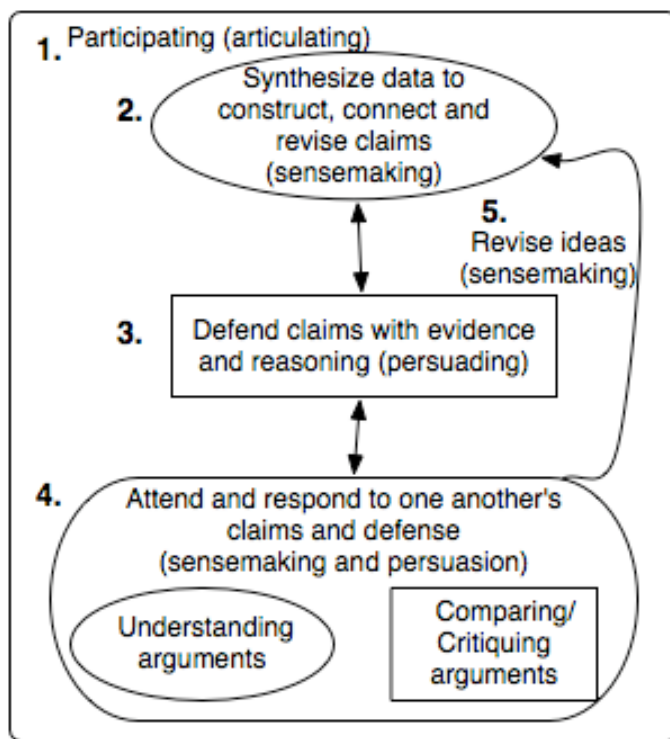 1. Participating (articulating)
2. Synthesize data to
construct, connect and
revise claims
(sensemaking)
5.
Revise ideas
(sensemaking)
3. Defend claims with evidence
and reasoning (persuading)
4. Attend and respond to one another's
claims and defense
(sensemaking and persuasion)
Understanding
arguments
Comparing/
Critiquing
arguments